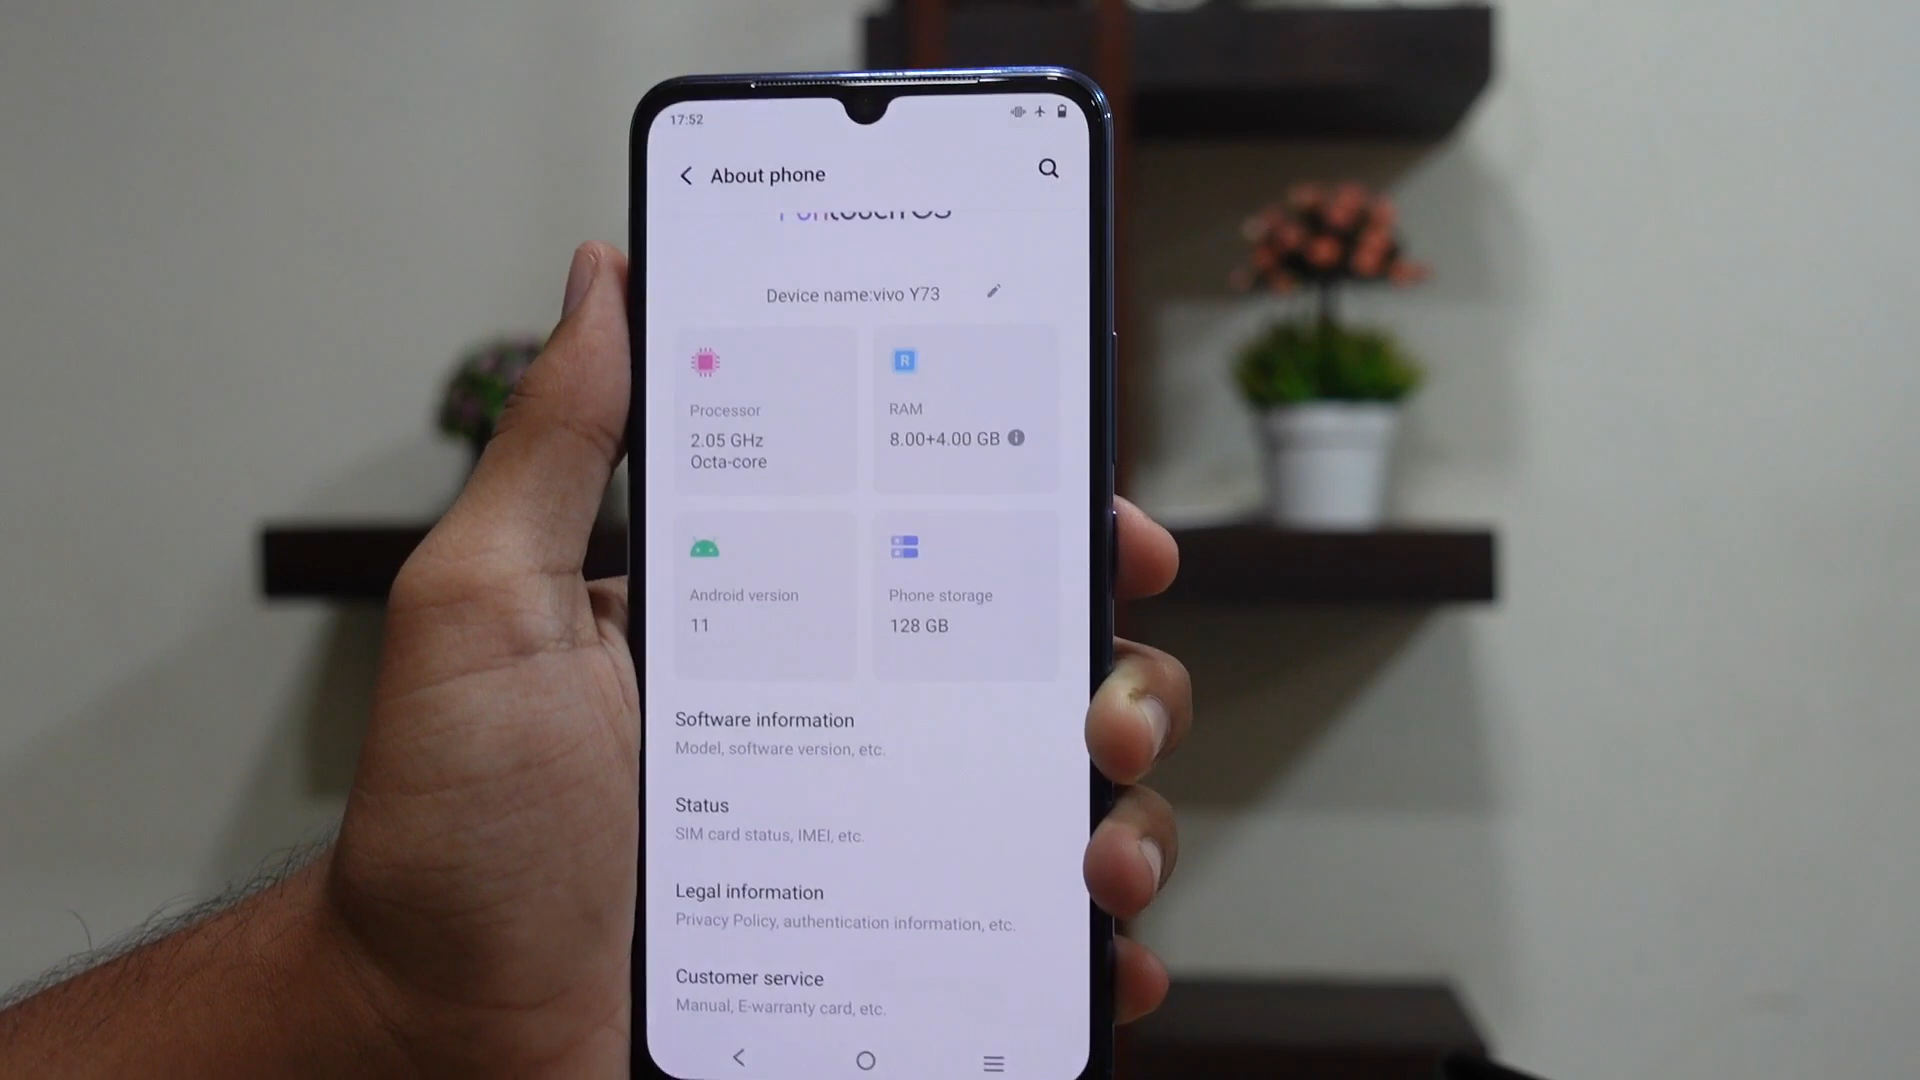 17:52
About phone
Funtouch OS
Device name:vivo Y73
Processor
2.05 GHz
Octa-core
R
RAM
8.00+4.00 GB
Android version
11
Phone storage
128 GB
Software information
Model, software version, etc.
Status
SIM card status, IMEI, etc.
Legal information
Privacy Policy, authentication information, etc.
Customer service
Manual, E-warranty card, etc.